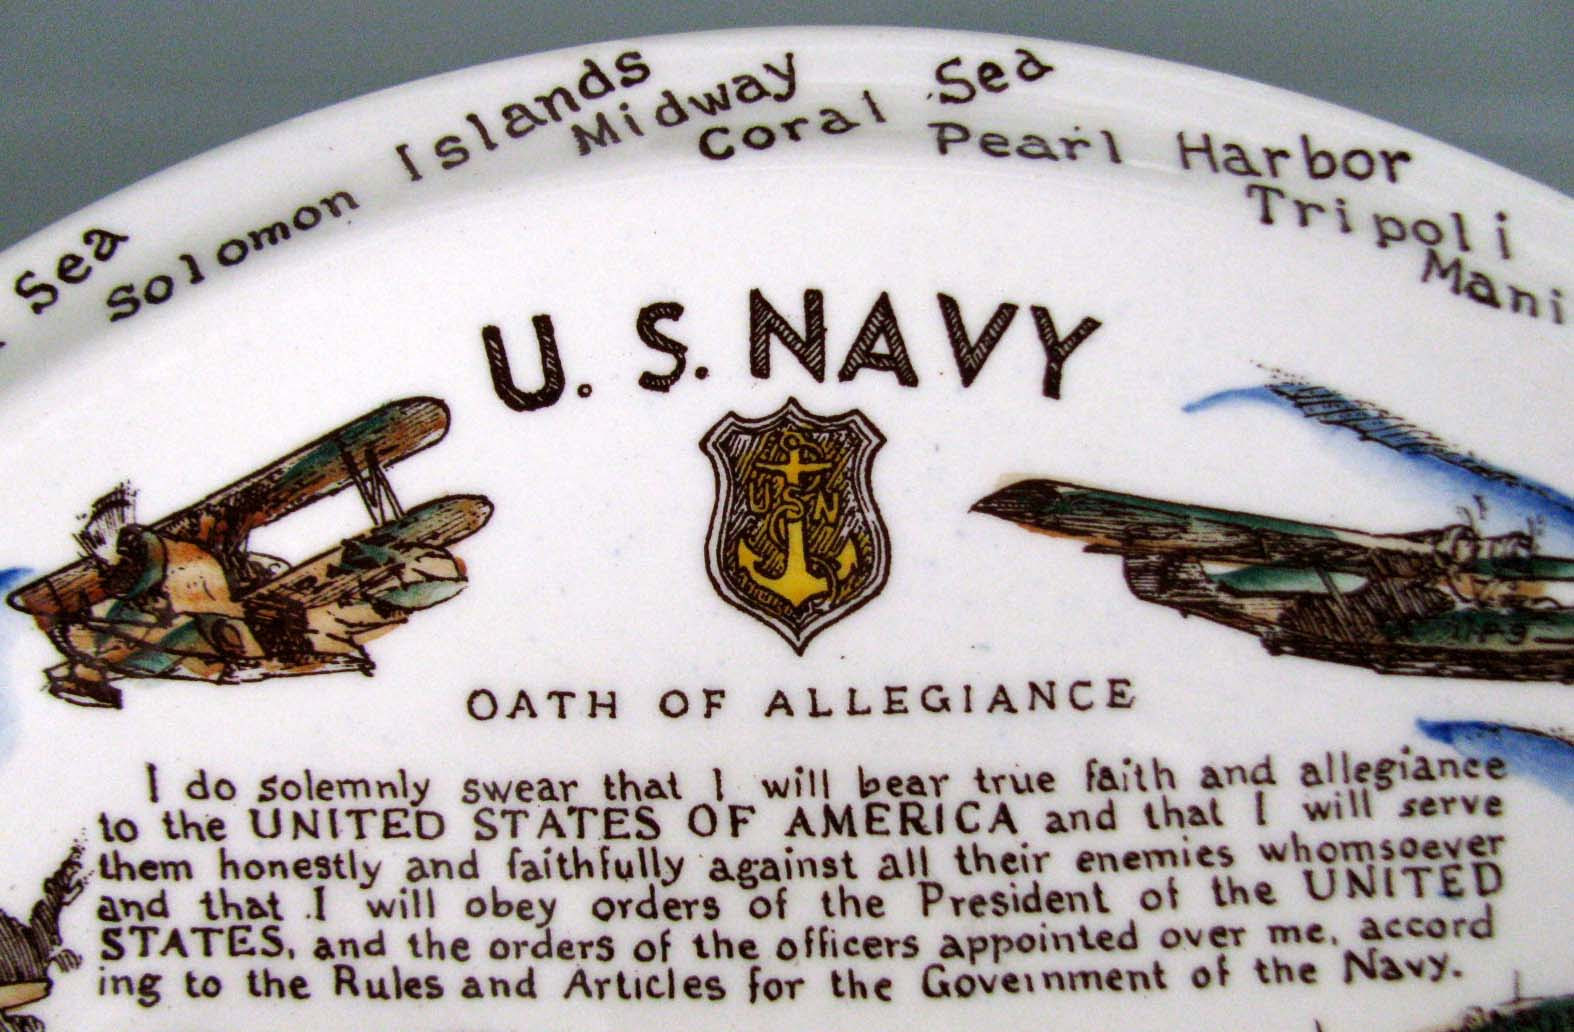 Sea
Solomon Islands
Midway
Coral Sea
Pearl Harbor
Tripoli
Mani
U.S. NAVY
USN
OATH OF ALLEGIANCE
I do solemnly swear that I will bear true faith and allegiance
to the UNITED STATES OF AMERICA and that I will serve
them honestly and faithfully against all their enemies whomsoever
and that I will obey orders of the President of the UNITED
STATES, and the orders of the officers appointed over me, accord
ing to the Rules and Articles for the Government of the Navy.